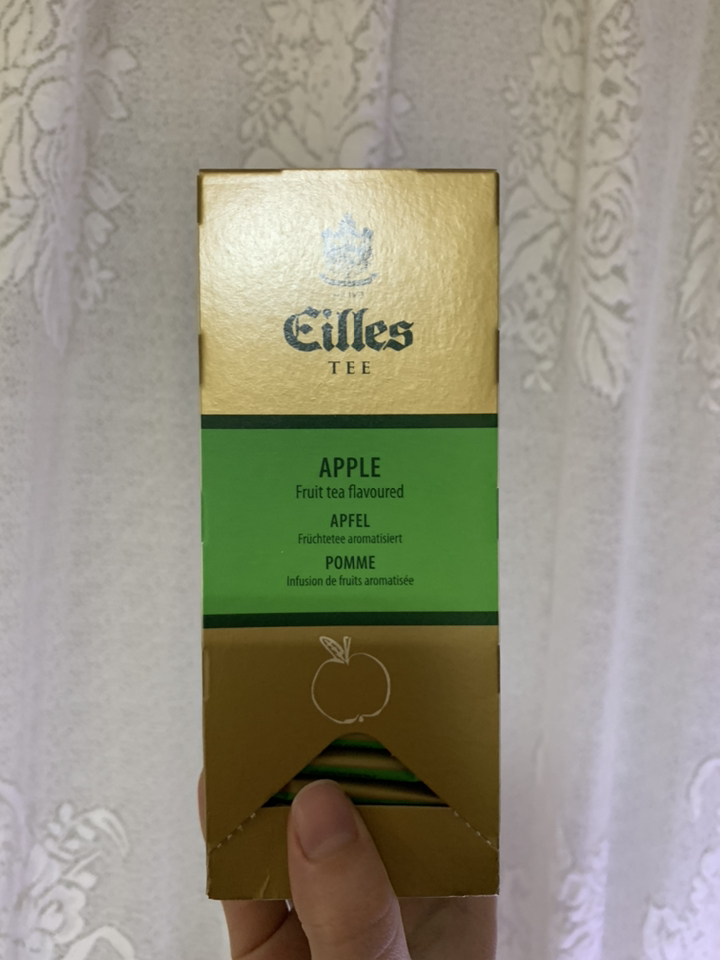 Eilles
TEE
APPLE
Fruit tea flavoured
APFEL
Früchtetee aromatisiert
POMME
Infusion de fruits aromatisée